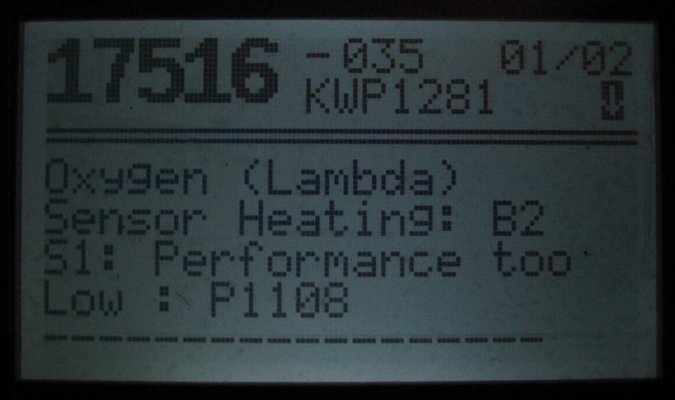 17516 -035 01/02
KWP1281
Oxygen (Lambda)
Sensor Heating: B2
S1: Performance too
Low : P1108